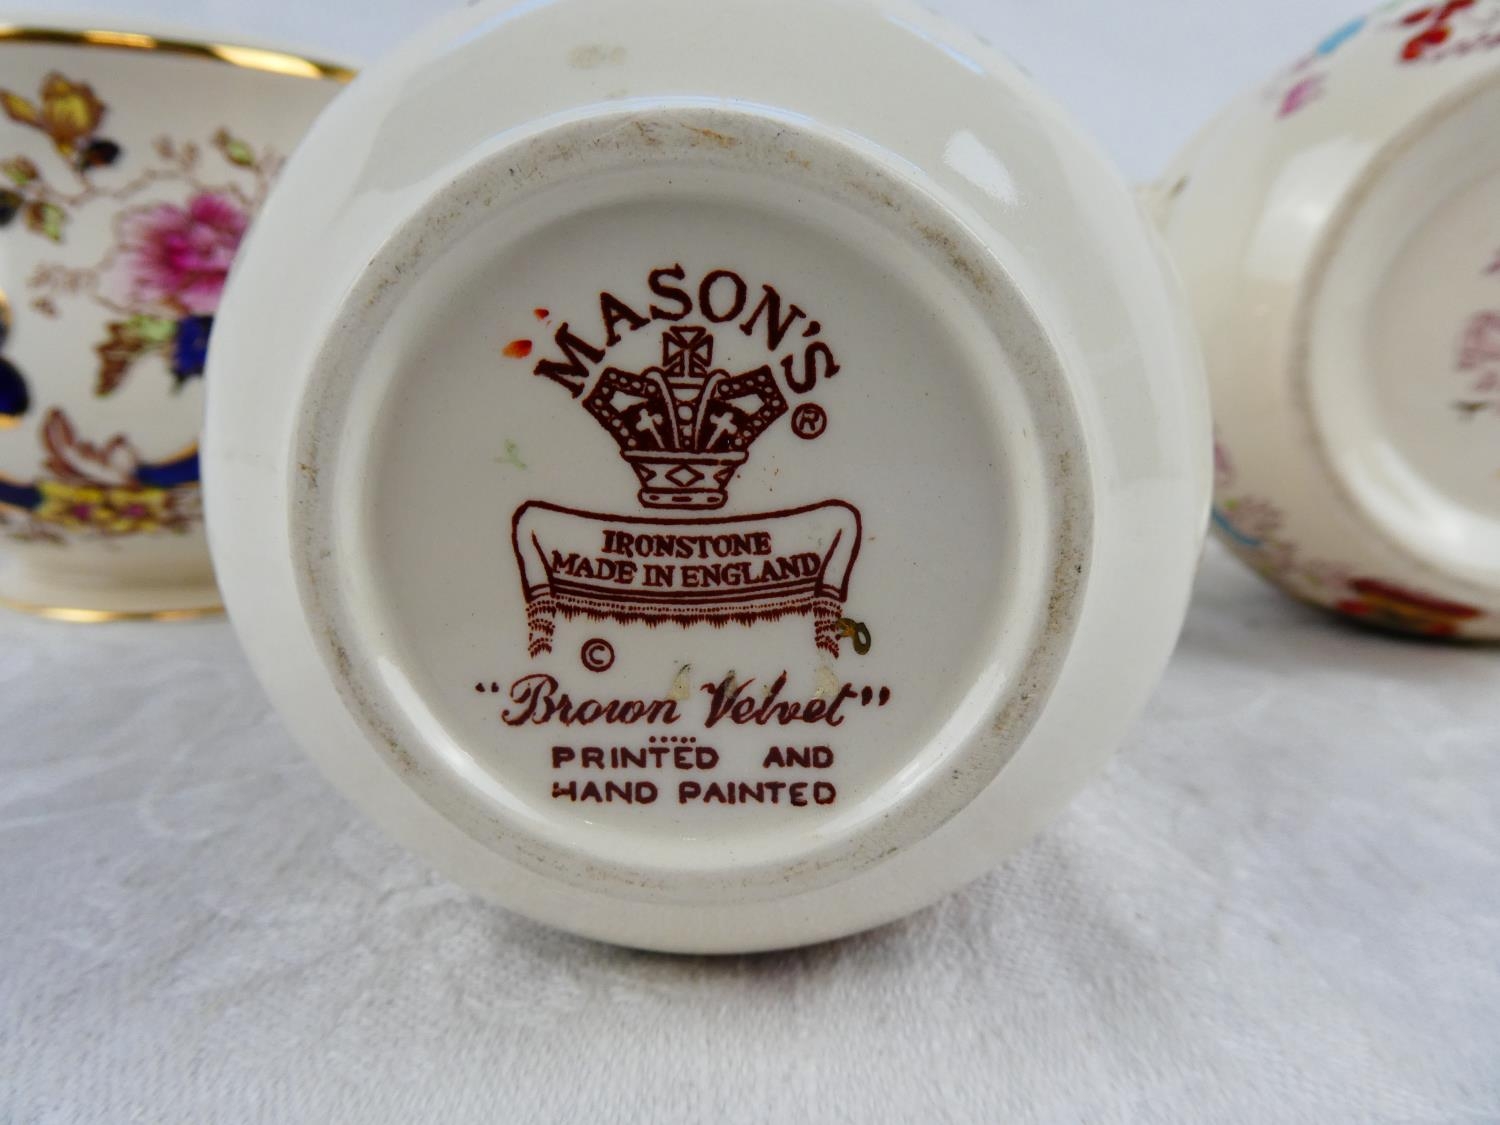 MASON'S
®
IRONSTONE
MADE IN ENGLAND
©
"Brown Velvet"
PRINTED AND
HAND PAINTED